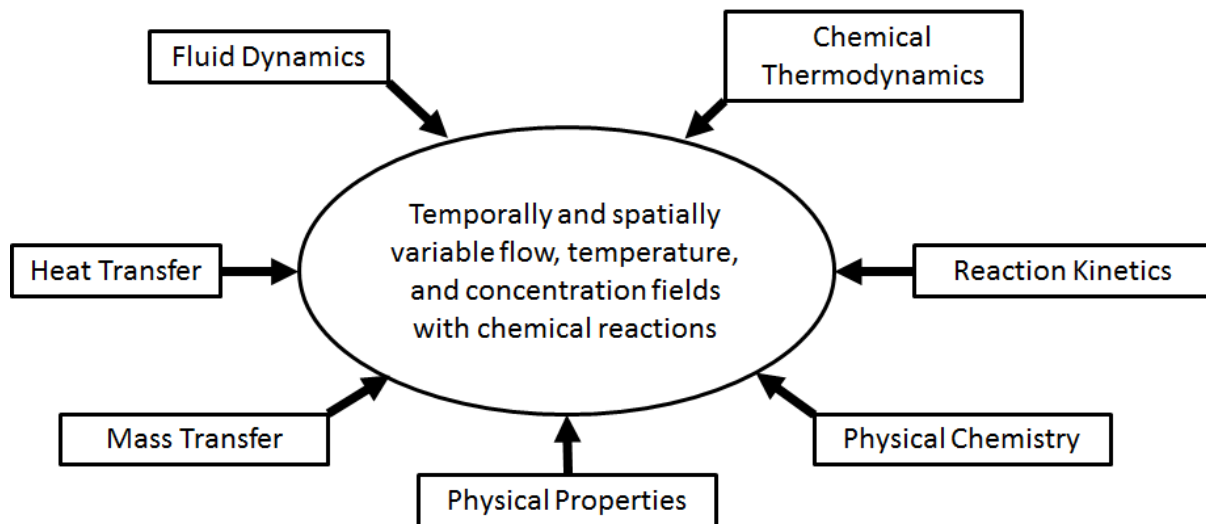 Fluid Dynamics
Chemical
Thermodynamics
Temporally and spatially
variable flow, temperature,
and concentration fields
with chemical reactions
Heat Transfer
Reaction Kinetics
Mass Transfer
Physical Chemistry
Physical Properties